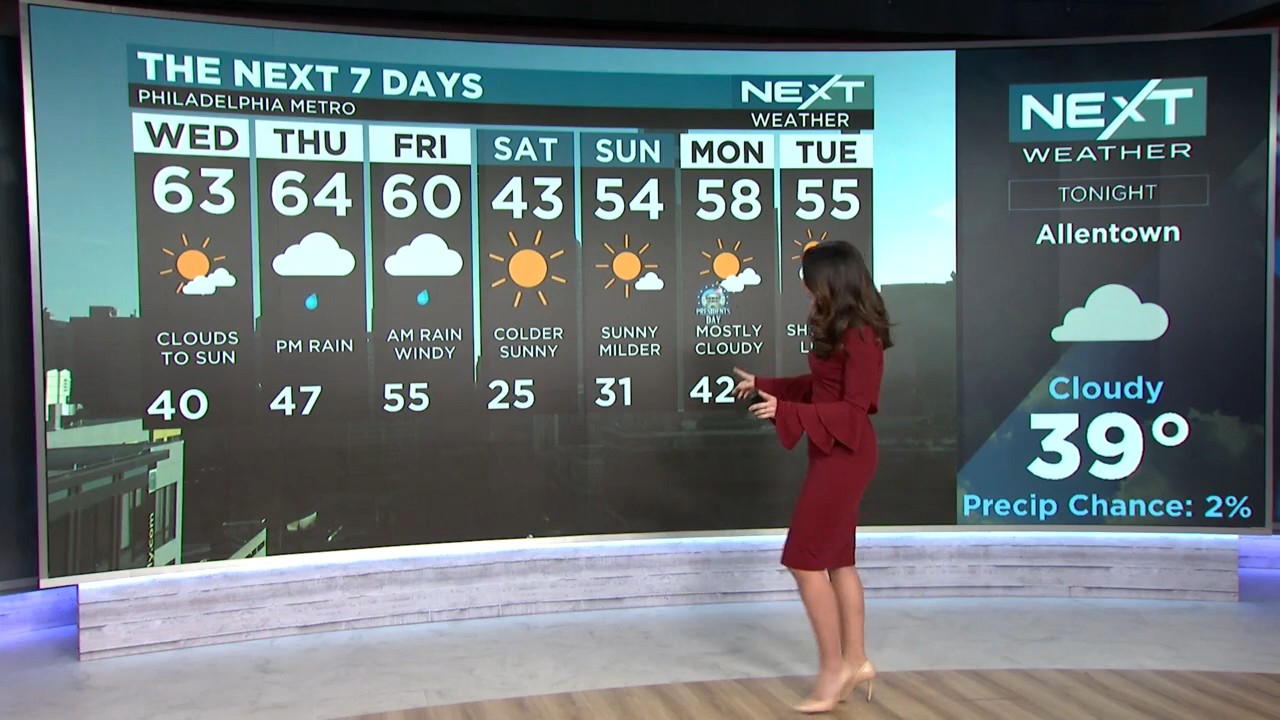 THE NEXT 7 DAYS
PHILADELPHIA METRO
NEXT
WEATHER
WED THU FRI SAT SUN MON TUE
63 64 60 43 54 58 55
PRESIDENTS
DAY
CLOUDS
TO SUN
PM RAIN
AM RAIN
WINDY
COLDER
SUNNY
SUNNY
MILDER
MOSTLY
CLOUDY
40 47 55 25 31 42
NEXT
WEATHER
TONIGHT
Allentown
Cloudy
39°
Precip Chance: 2%